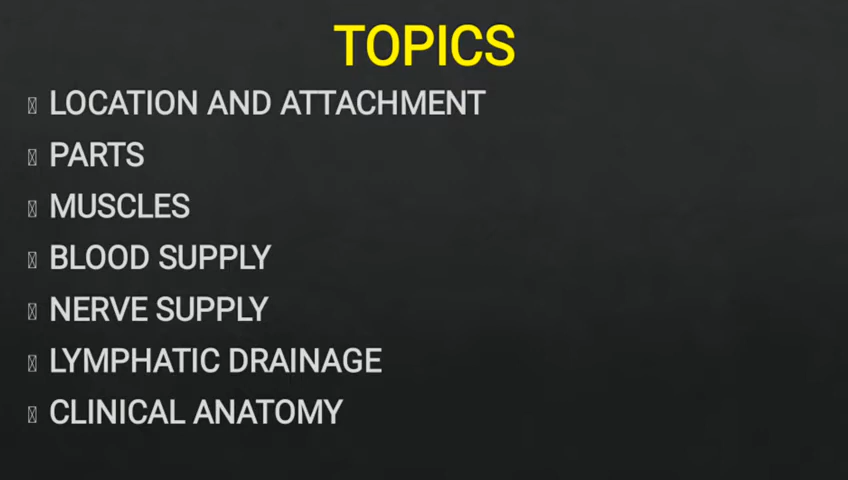 TOPICS
LOCATION AND ATTACHMENT
PARTS
MUSCLES
BLOOD SUPPLY
NERVE SUPPLY
LYMPHATIC DRAINAGE
CLINICAL ANATOMY